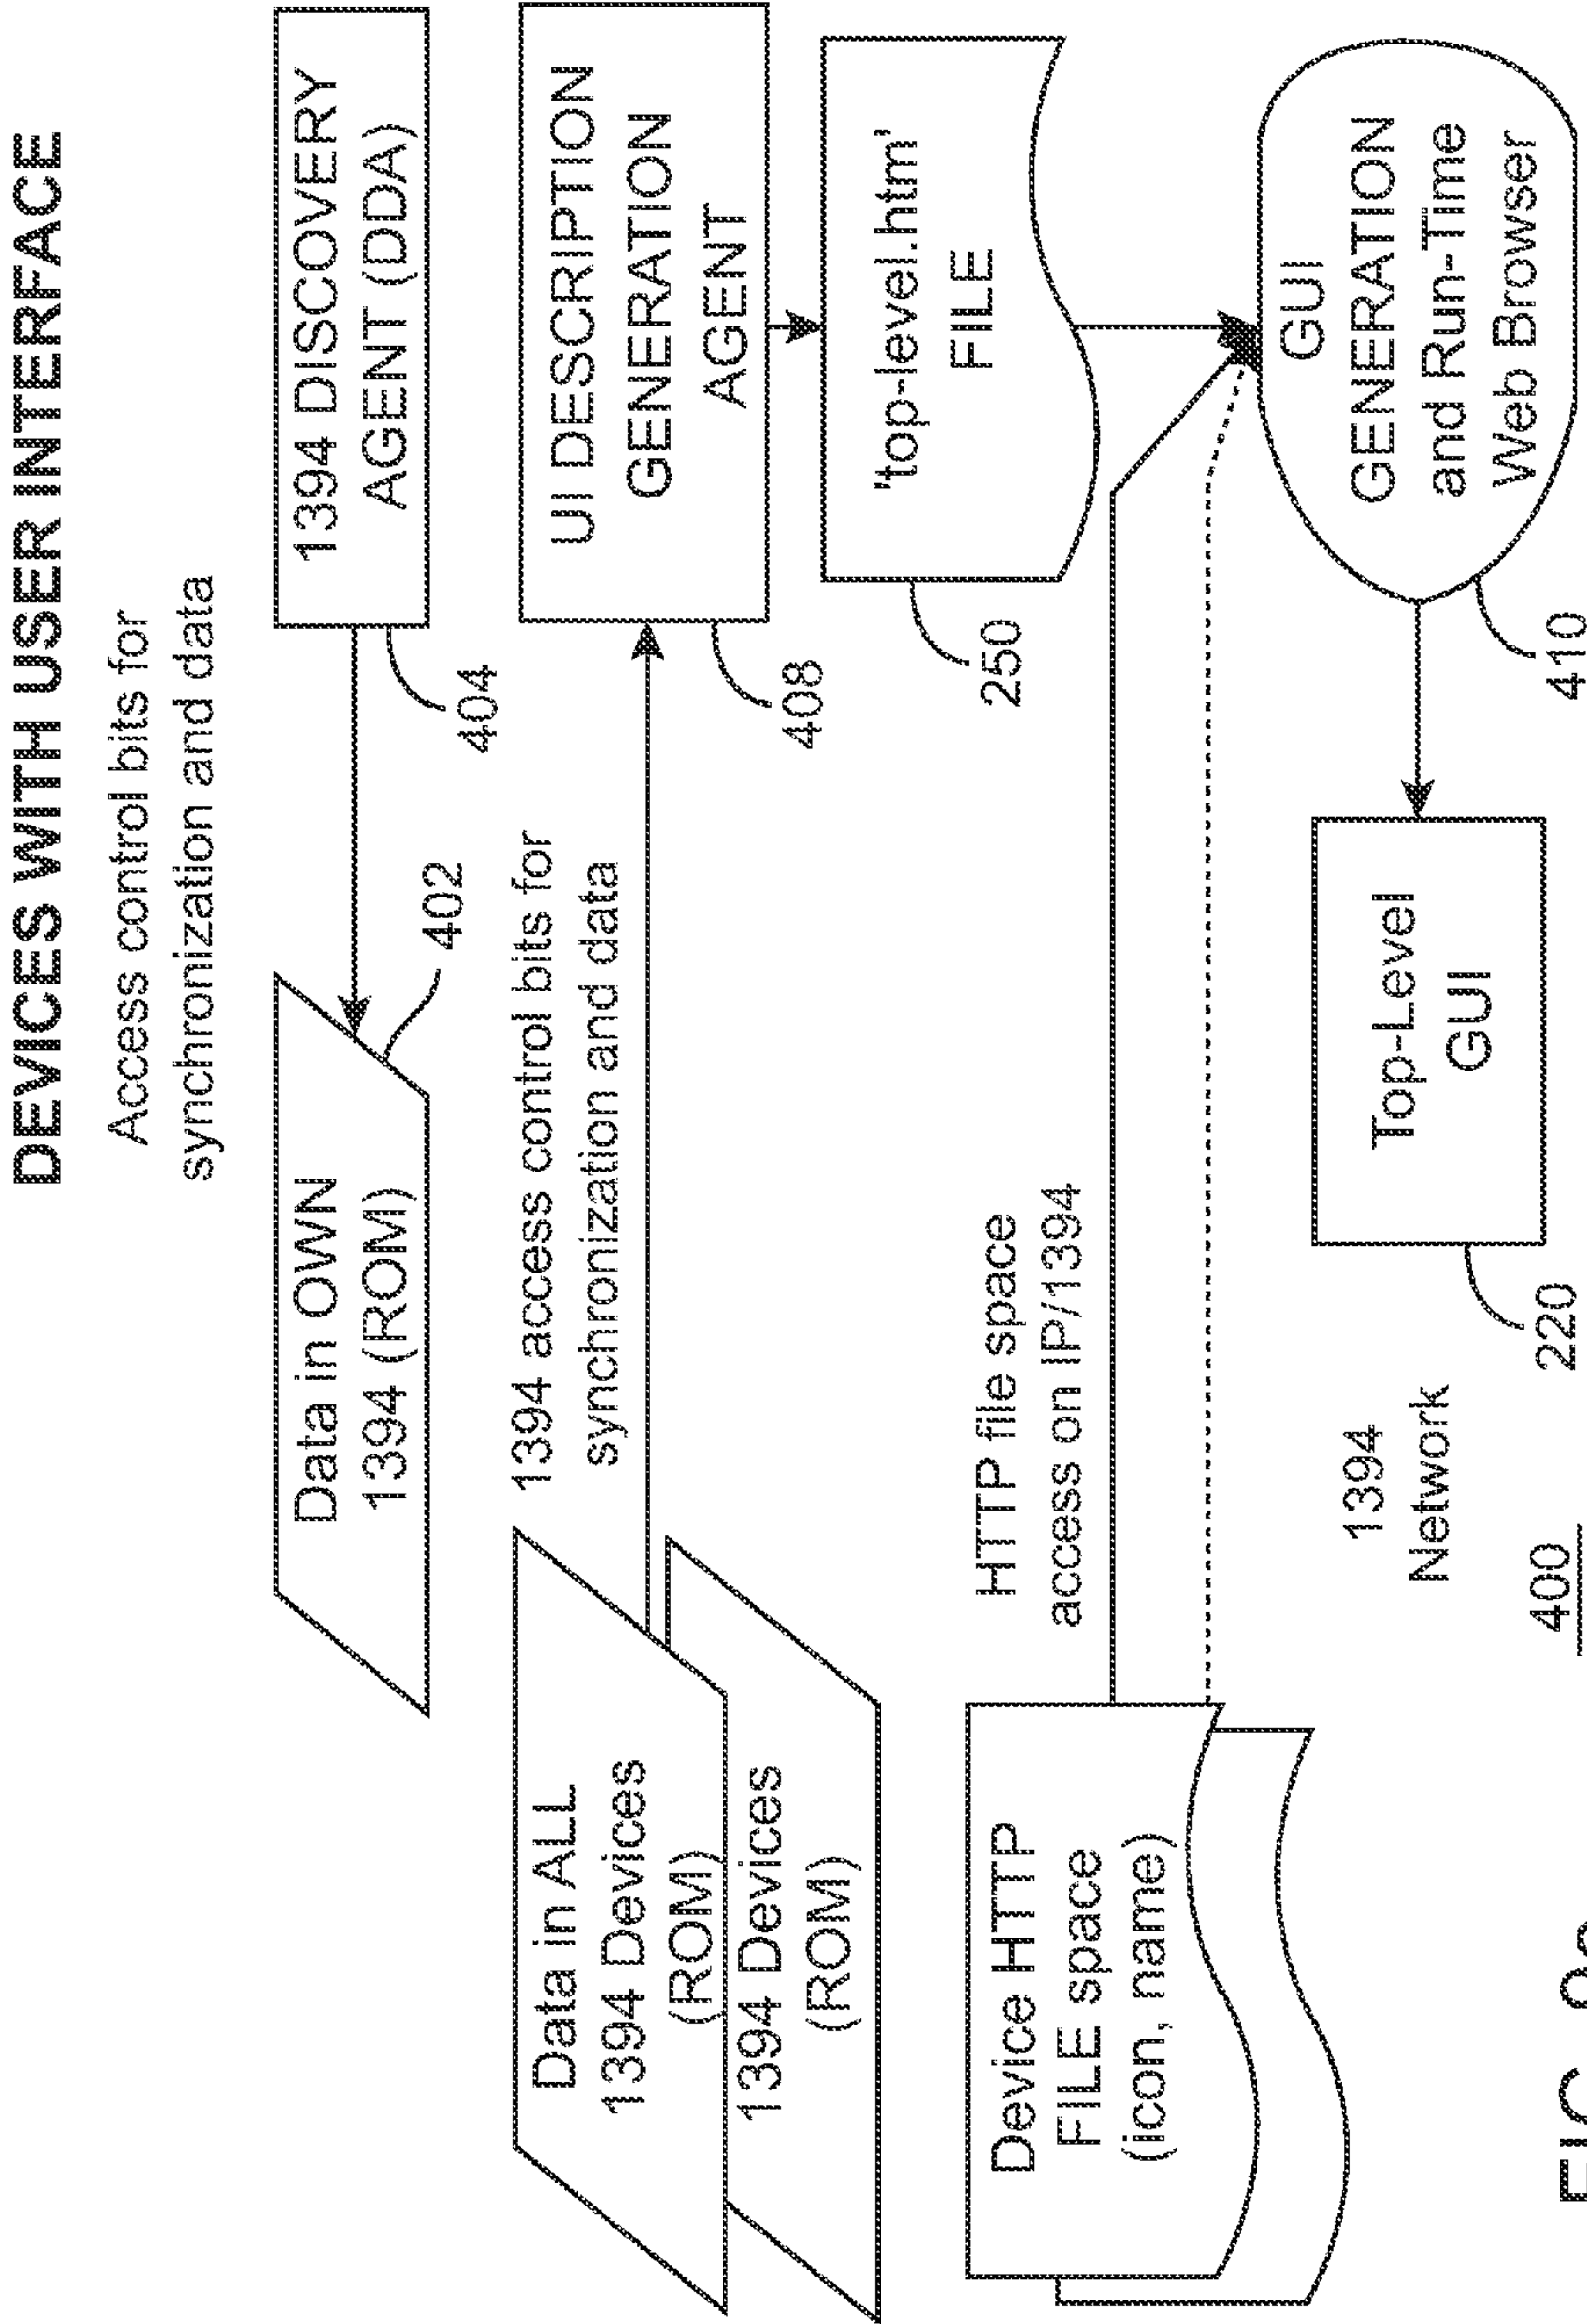 DEVICES WITH USER INTERFACE
Access control bits for
synchronization and data
1394 DISCOVERY
AGENT (DDA)
404
Data in OWN
1394 (ROM)
402
1394 access control bits for
synchronization and data
Data in ALL
1394 Devices
(ROM)
1394 Devices
(ROM)
UI DESCRIPTION
GENERATION
AGENT
408
'top-level.htm'
FILE
250
HTTP file space
access on IP/1394
Device HTTP
FILE space
(icon, name)
GUI
GENERATION
and Run-Time
Web Browser
410
Top-Level
GUI
220
1394
Network
400
FIG.